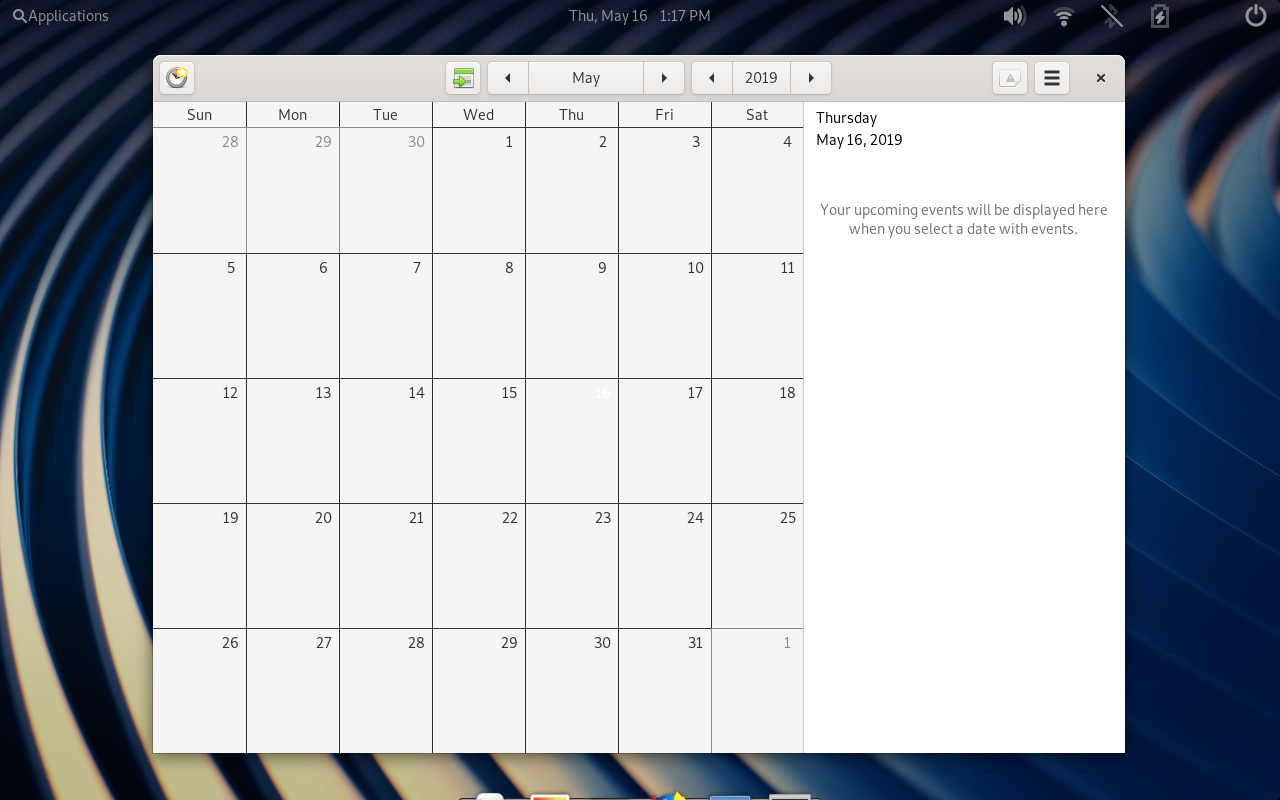 Applications
Thu, May 16 1:17 PM
May
2019
Sun Mon Tue Wed Thu Fri Sat
28 29 30 1 2 3 4
5 6 7 8 9 10 11
12 13 14 15 16 17 18
19 20 21 22 23 24 25
26 27 28 29 30 31 1
Thursday
May 16, 2019
Your upcoming events will be displayed here
when you select a date with events.